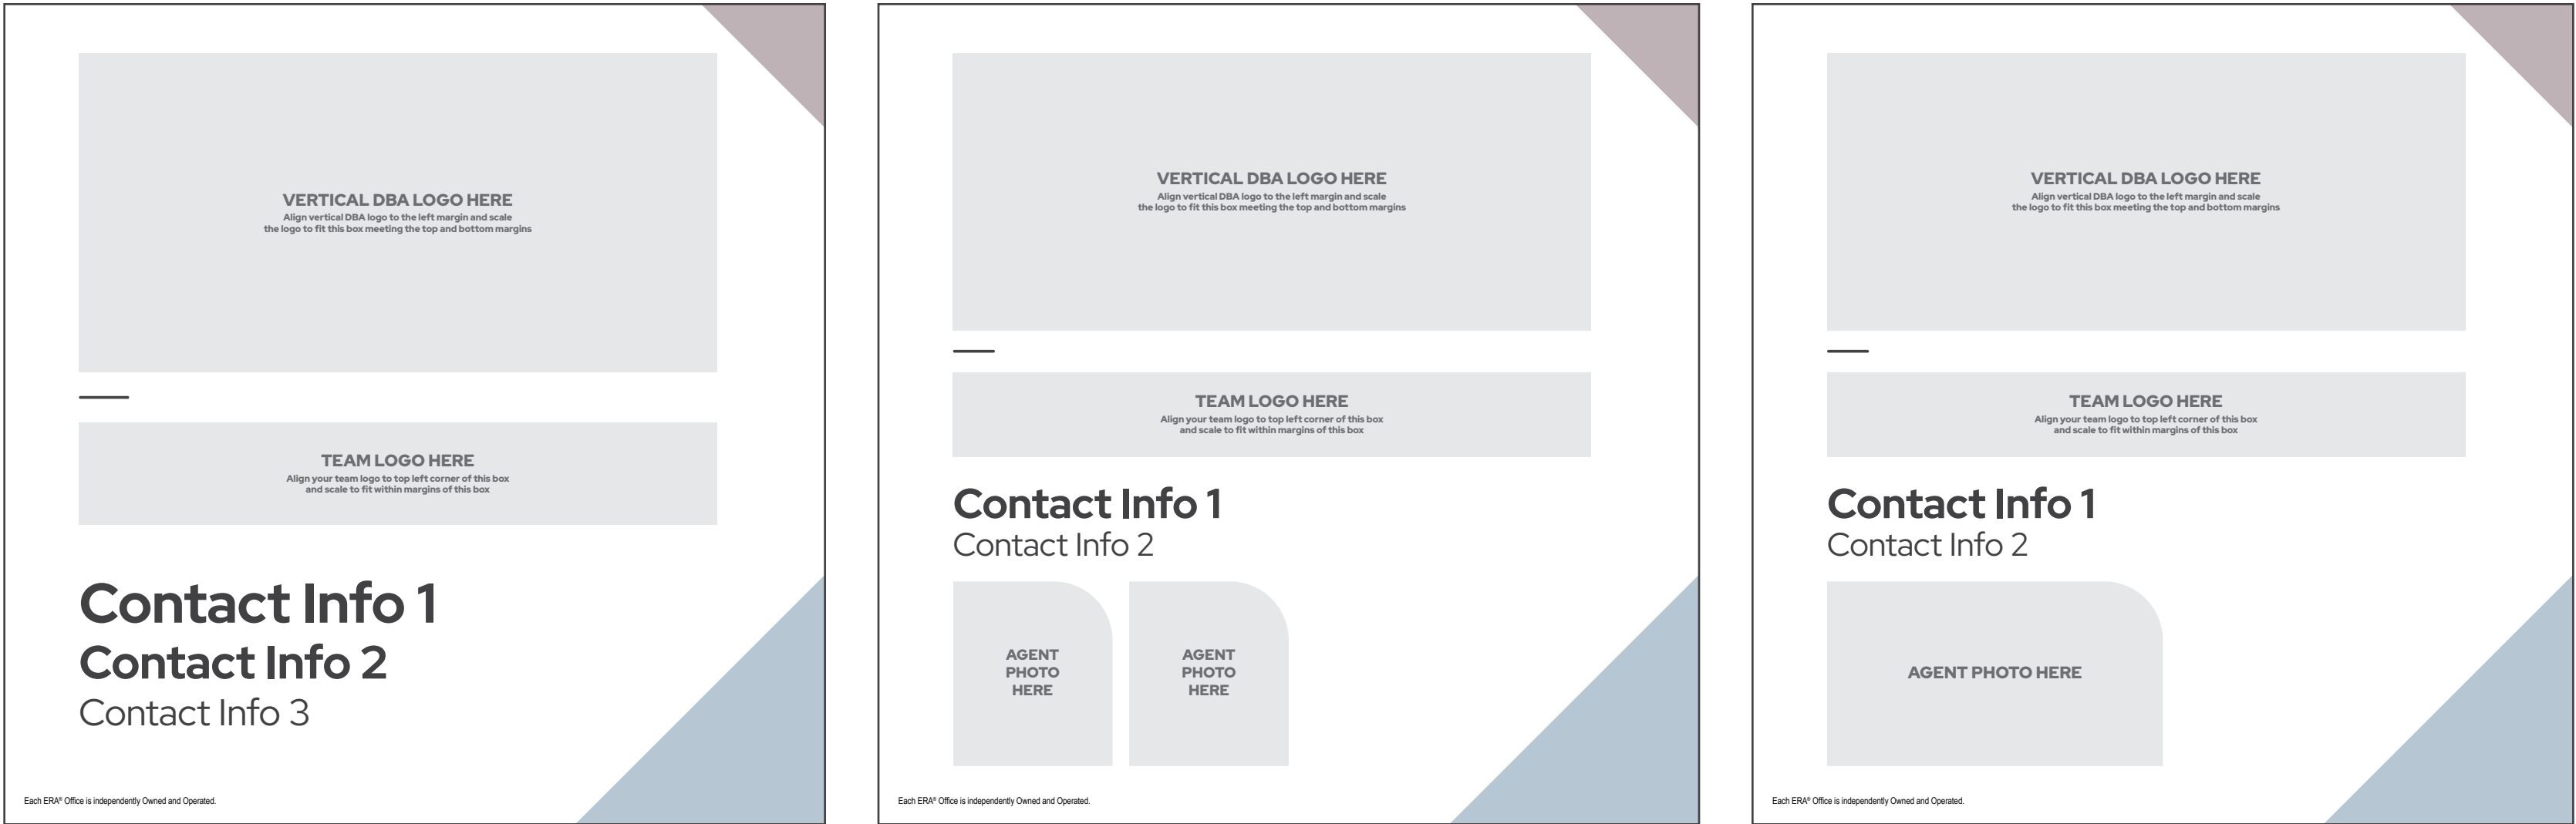 VERTICAL DBA LOGO HERE
Align vertical DBA logo to the left margin and scale
the logo to fit this box meeting the top and bottom margins
TEAM LOGO HERE
Align your team logo to top left corner of this box
and scale to fit within margins of this box
Contact Info 1
Contact Info 2
Contact Info 3
Each ERA® Office is independently Owned and Operated.
VERTICAL DBA LOGO HERE
Align vertical DBA logo to the left margin and scale
the logo to fit this box meeting the top and bottom margins
TEAM LOGO HERE
Align your team logo to top left corner of this box
and scale to fit within margins of this box
Contact Info 1
Contact Info 2
AGENT
PHOTO
HERE
AGENT
PHOTO
HERE
Each ERA® Office is independently Owned and Operated.
VERTICAL DBA LOGO HERE
Align vertical DBA logo to the left margin and scale
the logo to fit this box meeting the top and bottom margins
TEAM LOGO HERE
Align your team logo to top left corner of this box
and scale to fit within margins of this box
Contact Info 1
Contact Info 2
AGENT PHOTO HERE
Each ERA® Office is independently Owned and Operated.